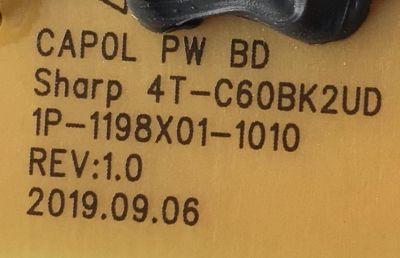 CAPOL PW BD
Sharp 4T-C60BK2UD
1P-1198X01-1010
REV:1.0
2019.09.06